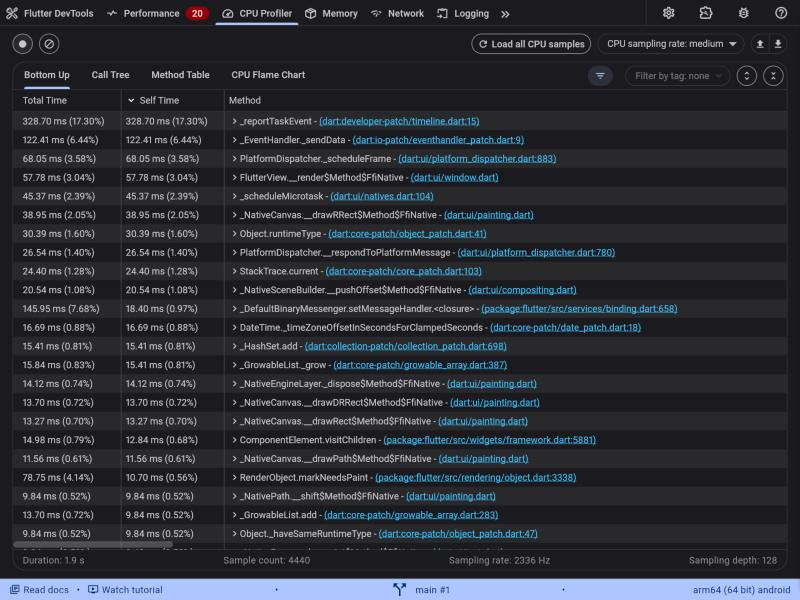 Flutter DevTools Performance 20 CPU Profiler Memory Network Logging
Load all CPU samples CPU sampling rate: medium
Bottom Up Call Tree Method Table CPU Flame Chart Filter by tag: none
Total Time Self Time Method
328.70 ms (17.30%) 328.70 ms (17.30%) _reportTaskEvent - (dart:developer-patch/timeline.dart:15)
122.41 ms (6.44%) 122.41 ms (6.44%) _EventHandler._sendData - (dart:io-patch/eventhandler_patch.dart:9)
68.05 ms (3.58%) 68.05 ms (3.58%) PlatformDispatcher._scheduleFrame - (dart:ui/platform_dispatcher.dart:883)
57.78 ms (3.04%) 57.78 ms (3.04%) FlutterView.__render$Method$FfiNative - (dart:ui/window.dart)
45.37 ms (2.39%) 45.37 ms (2.39%) _scheduleMicrotask - (dart:ui/natives.dart:104)
38.95 ms (2.05%) 38.95 ms (2.05%) _NativeCanvas.__drawRRect$Method$FfiNative - (dart:ui/painting.dart)
30.39 ms (1.60%) 30.39 ms (1.60%) Object.runtimeType - (dart:core-patch/object_patch.dart:41)
26.54 ms (1.40%) 26.54 ms (1.40%) PlatformDispatcher.__respondToPlatformMessage - (dart:ui/platform_dispatcher.dart:780)
24.40 ms (1.28%) 24.40 ms (1.28%) StackTrace.current - (dart:core-patch/core_patch.dart:103)
20.54 ms (1.08%) 20.54 ms (1.08%) _NativeSceneBuilder.__pushOffset$Method$FfiNative - (dart:ui/compositing.dart)
145.95 ms (7.68%) 18.40 ms (0.97%) _DefaultBinaryMessenger.setMessageHandler.<closure> - (package:flutter/src/services/binding.dart:658)
16.69 ms (0.88%) 16.69 ms (0.88%) DateTime._timeZoneOffsetInSecondsForClampedSeconds - (dart:core-patch/date_patch.dart:18)
15.41 ms (0.81%) 15.41 ms (0.81%) _HashSet.add - (dart:collection-patch/collection_patch.dart:698)
15.84 ms (0.83%) 15.41 ms (0.81%) _GrowableList._grow - (dart:core-patch/growable_array.dart:387)
14.12 ms (0.74%) 14.12 ms (0.74%) _NativeEngineLayer._dispose$Method$FfiNative - (dart:ui/painting.dart)
13.70 ms (0.72%) 13.70 ms (0.72%) _NativeCanvas.__drawDRRect$Method$FfiNative - (dart:ui/painting.dart)
13.27 ms (0.70%) 13.27 ms (0.70%) _NativeCanvas.__drawRect$Method$FfiNative - (dart:ui/painting.dart)
14.98 ms (0.79%) 12.84 ms (0.68%) ComponentElement.visitChildren - (package:flutter/src/widgets/framework.dart:5881)
11.56 ms (0.61%) 11.56 ms (0.61%) _NativeCanvas.__drawPath$Method$FfiNative - (dart:ui/painting.dart)
78.75 ms (4.14%) 10.70 ms (0.56%) RenderObject.markNeedsPaint - (package:flutter/src/rendering/object.dart:3338)
9.84 ms (0.52%) 9.84 ms (0.52%) _NativePath.__shift$Method$FfiNative - (dart:ui/painting.dart)
13.70 ms (0.72%) 9.84 ms (0.52%) _GrowableList.add - (dart:core-patch/growable_array.dart:283)
9.84 ms (0.52%) 9.84 ms (0.52%) Object._haveSameRuntimeType - (dart:core-patch/object_patch.dart:47)
Duration: 1.9 s Sample count: 4440 Sampling rate: 2336 Hz Sampling depth: 128
Read docs • Watch tutorial • main #1 • arm64 (64 bit) android